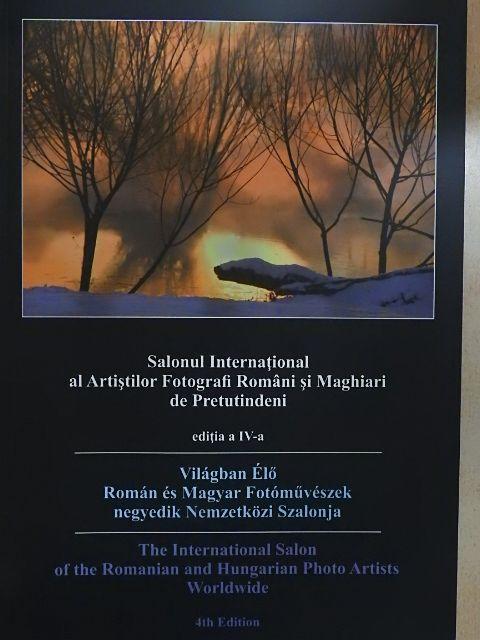 Salonul Internaţional
al Artiştilor Fotografi Români şi Maghiari
de Pretutindeni
ediţia a IV-a
Világban Élő
Román és Magyar Fotóművészek
negyedik Nemzetközi Szalonja
The International Salon
of the Romanian and Hungarian Photo Artists
Worldwide
4th Edition